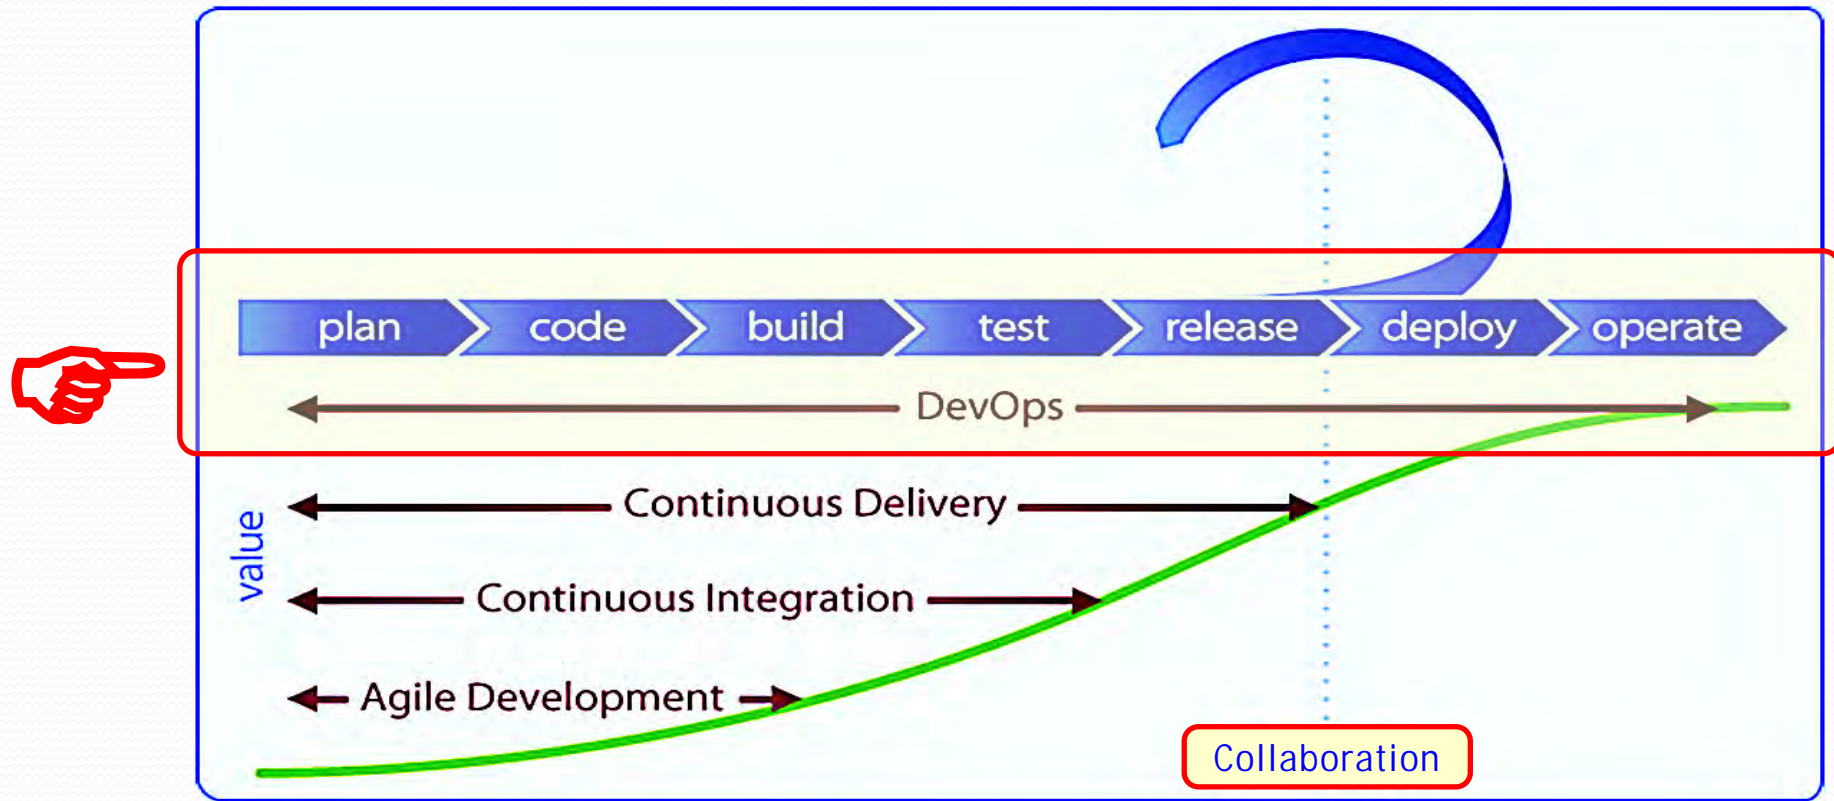 plan code build test release deploy operate
DevOps
Continuous Delivery
value
Continuous Integration
Agile Development
Collaboration